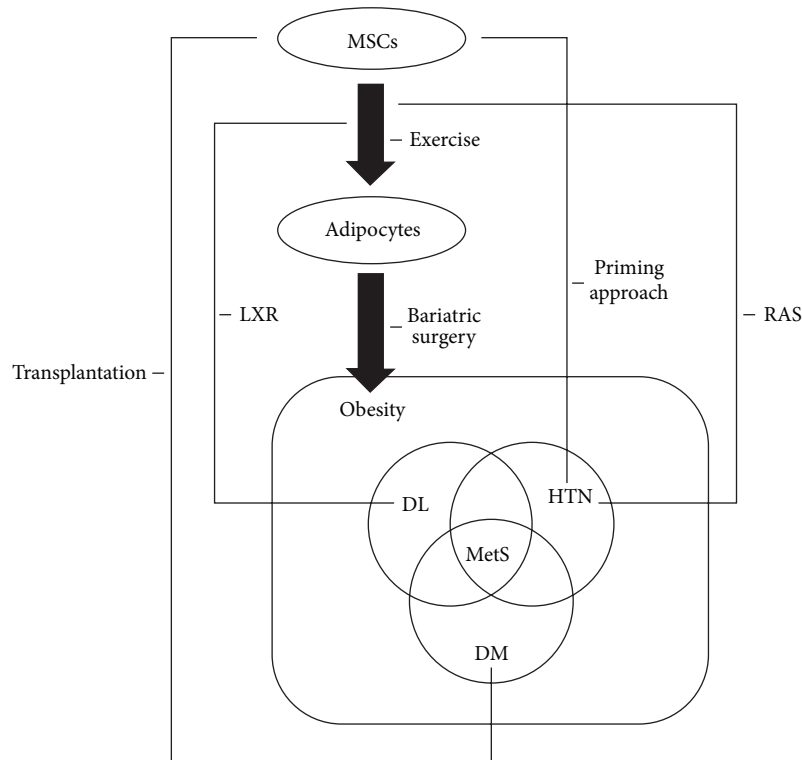 MSCs
Exercise
Adipocytes
Priming
approach
LXR
Bariatric
surgery
RAS
Transplantation
Obesity
DL
HTN
MetS
DM